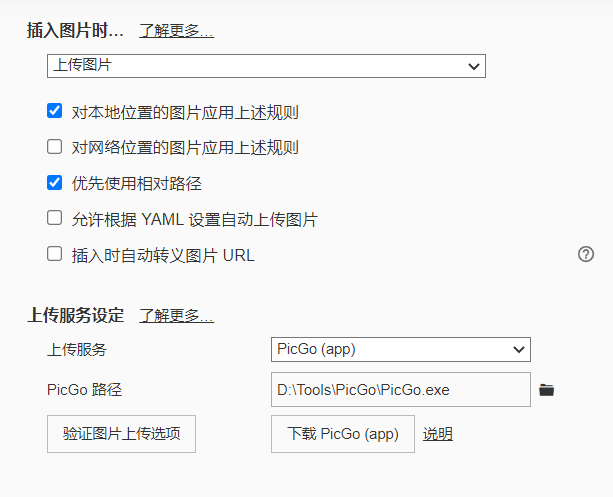 插入图片时... 了解更多...
上传图片
对本地位置的图片应用上述规则
对网络位置的图片应用上述规则
优先使用相对路径
允许根据 YAML 设置自动上传图片
插入时自动转义图片 URL
上传服务设定 了解更多...
上传服务 PicGo (app)
PicGo 路径 D:\Tools\PicGo\PicGo.exe
验证图片上传选项 下载 PicGo (app) 说明